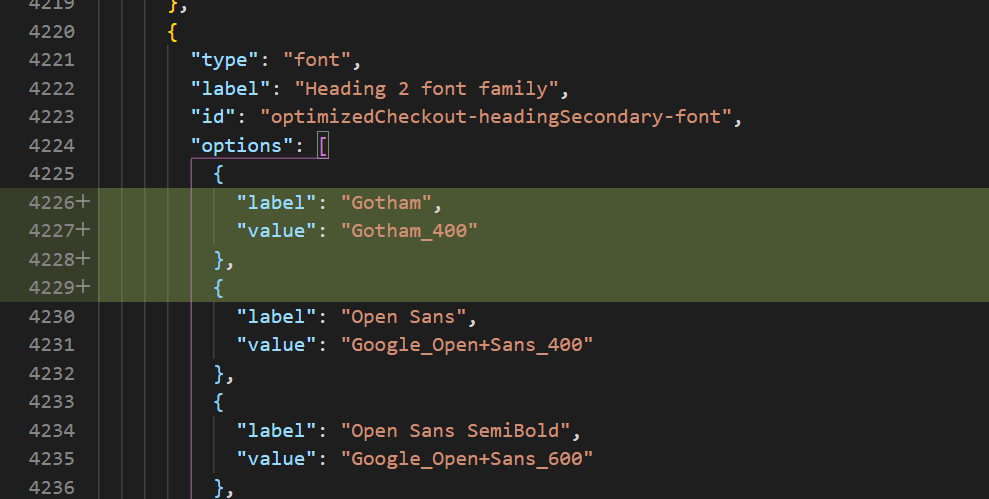 4219 },
4220 {
4221 "type": "font",
4222 "label": "Heading 2 font family",
4223 "id": "optimizedCheckout-headingSecondary-font",
4224 "options": [
4225 {
4226+ "label": "Gotham",
4227+ "value": "Gotham_400"
4228+ },
4229+ {
4230 "label": "Open Sans",
4231 "value": "Google_Open+Sans_400"
4232 },
4233 {
4234 "label": "Open Sans SemiBold",
4235 "value": "Google_Open+Sans_600"
4236 },